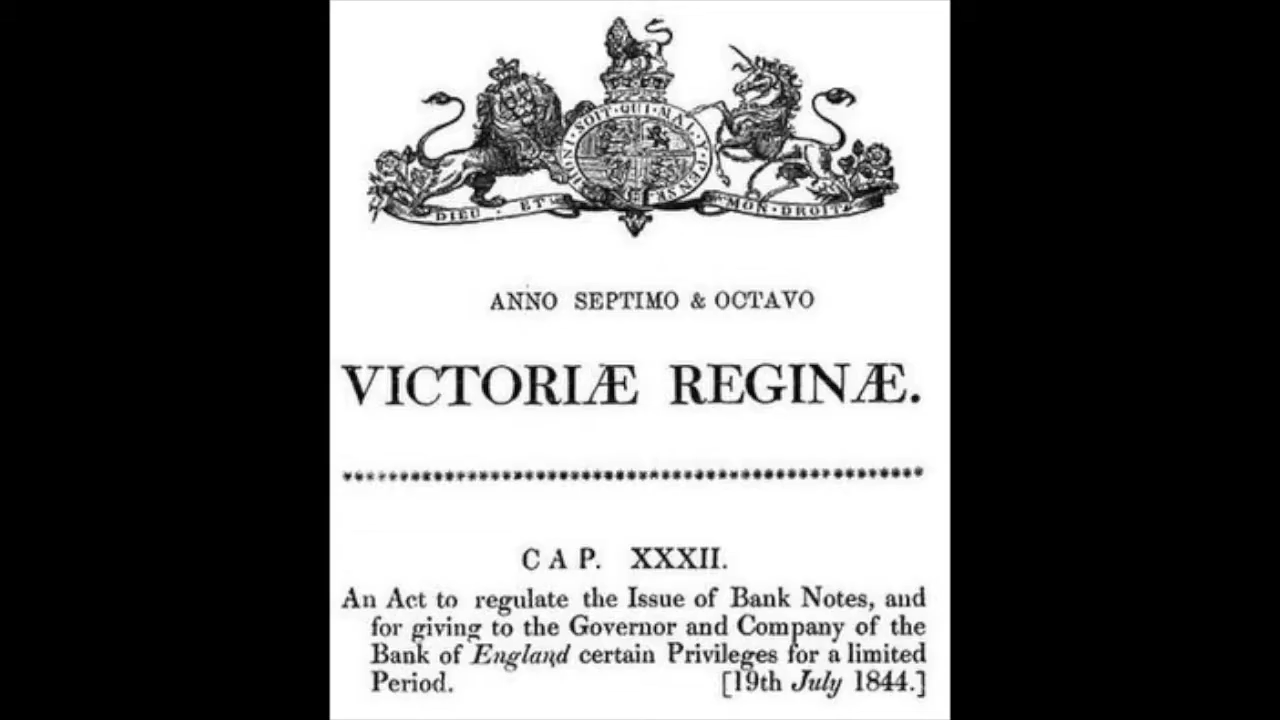 HONI·SOIT·QUI·MAL·Y·PENSE
DIEU · ET MON·DROIT
ANNO SEPTIMO & OCTAVO
VICTORIÆ REGINÆ.
CAP. XXXII.
An Act to regulate the Issue of Bank Notes, and
for giving to the Governor and Company of the
Bank of England certain Privileges for a limited
Period. [19th July 1844.]